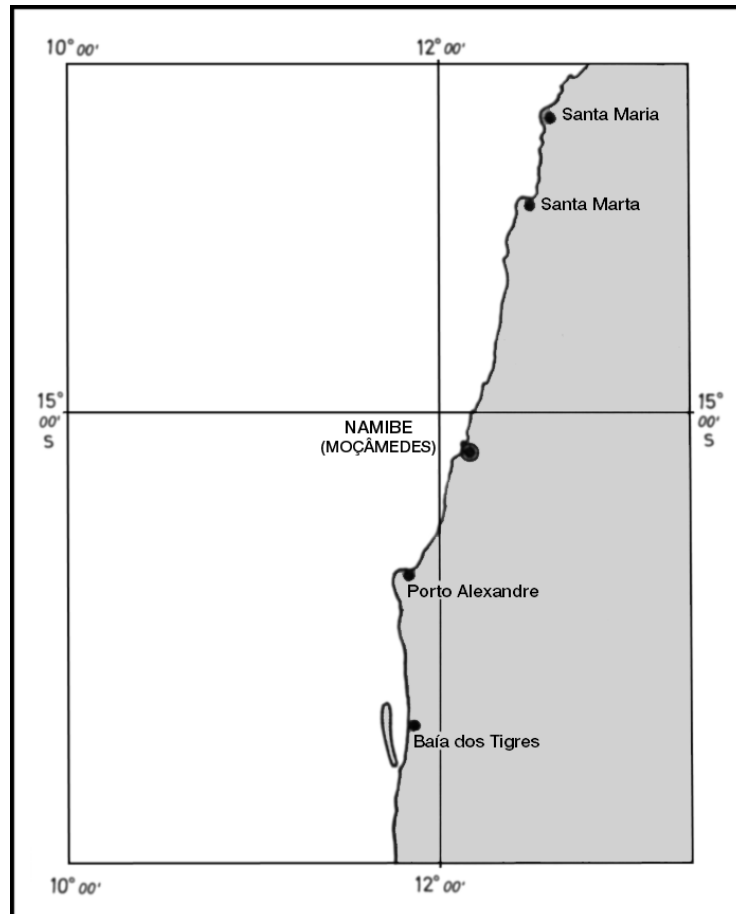 10° 00'
12° 00'
Santa Maria
Santa Marta
15°
00'
S
15°
00'
S
NAMIBE
(MOÇÂMEDES)
Porto Alexandre
Baía dos Tigres
10° 00'
12° 00'